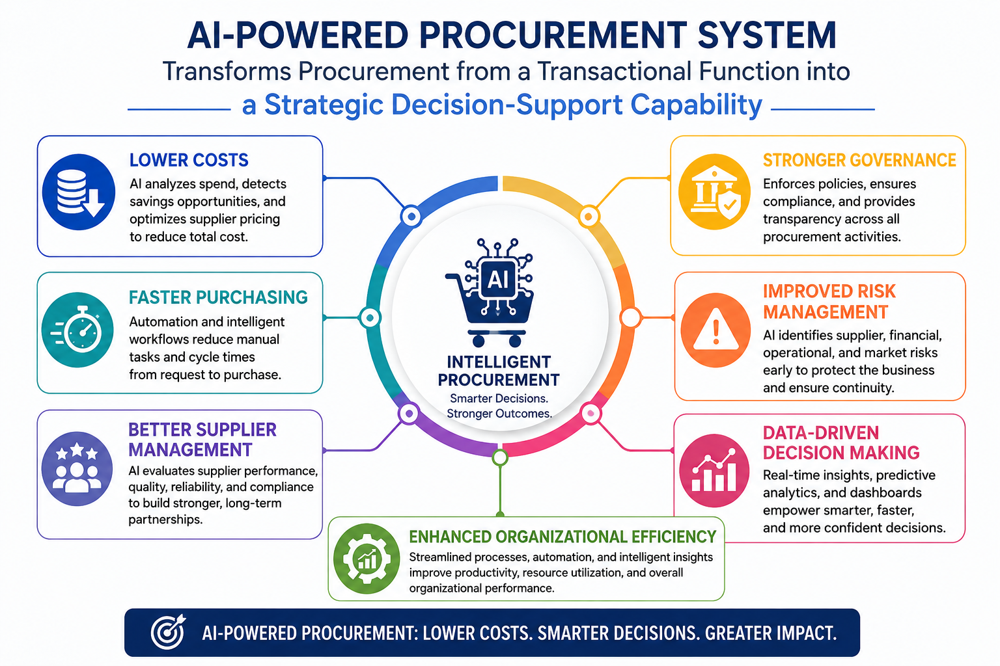 AI-POWERED PROCUREMENT SYSTEM
Transforms Procurement from a Transactional Function into
a Strategic Decision-Support Capability
LOWER COSTS
AI analyzes spend, detects
savings opportunities, and
optimizes supplier pricing
to reduce total cost.
FASTER PURCHASING
Automation and intelligent
workflows reduce manual
tasks and cycle times
from request to purchase.
BETTER SUPPLIER
MANAGEMENT
AI evaluates supplier performance,
quality, reliability, and compliance
to build stronger, long-term
partnerships.
AI
INTELLIGENT
PROCUREMENT
Smarter Decisions.
Stronger Outcomes.
STRONGER GOVERNANCE
Enforces policies, ensures
compliance, and provides
transparency across all
procurement activities.
IMPROVED RISK
MANAGEMENT
AI identifies supplier, financial,
operational, and market risks
early to protect the business
and ensure continuity.
DATA-DRIVEN
DECISION MAKING
Real-time insights, predictive
analytics, and dashboards
empower smarter, faster,
and more confident decisions.
ENHANCED ORGANIZATIONAL EFFICIENCY
Streamlined processes, automation, and intelligent insights
improve productivity, resource utilization, and overall
organizational performance.
AI-POWERED PROCUREMENT: LOWER COSTS. SMARTER DECISIONS. GREATER IMPACT.